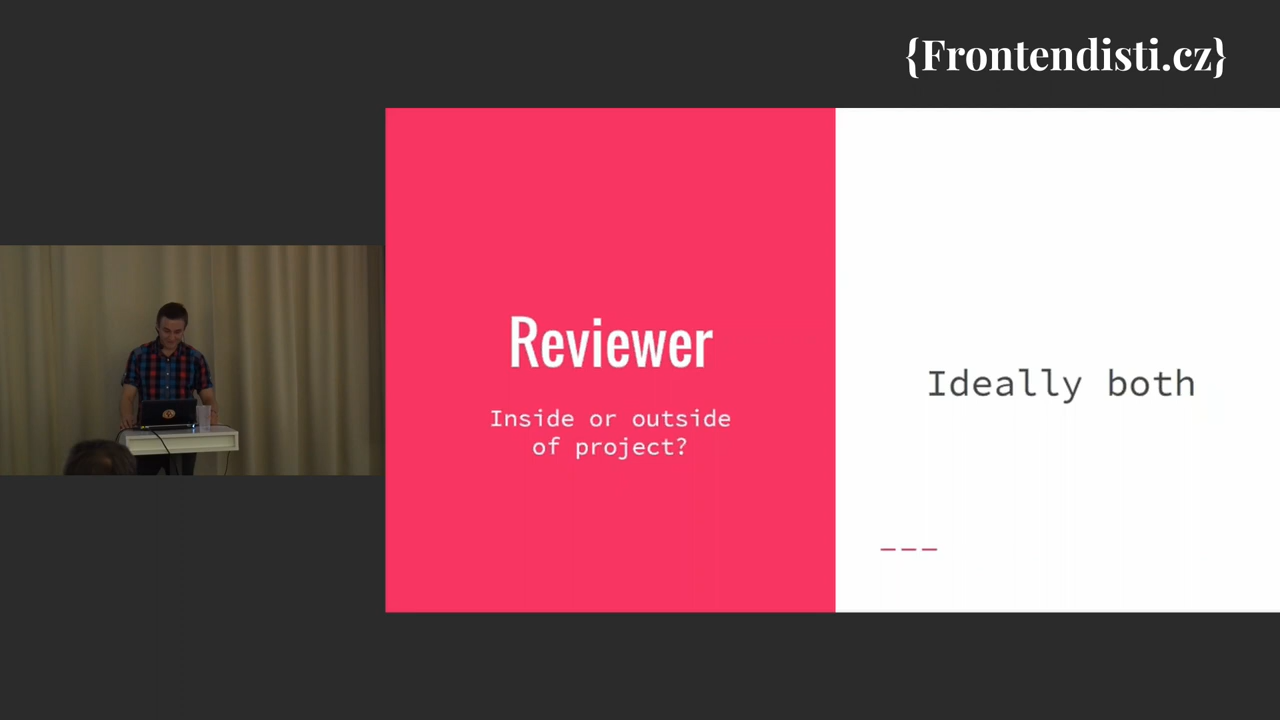 {Frontendisti.cz}
Reviewer
Inside or outside
of project?
Ideally both